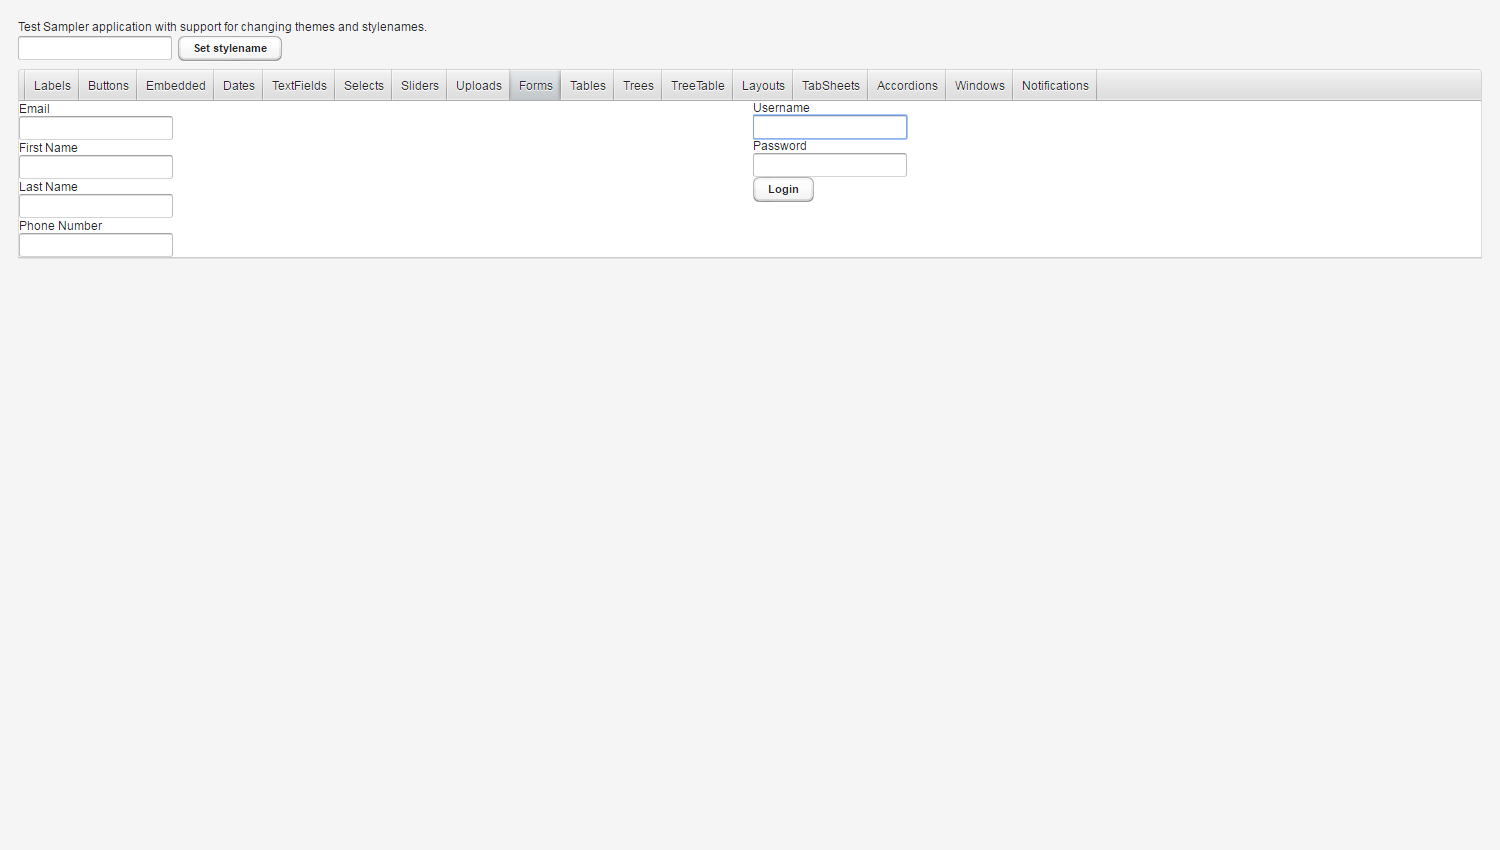 Test Sampler application with support for changing themes and stylenames.
Set stylename
Labels Buttons Embedded Dates TextFields Selects Sliders Uploads Forms Tables Trees TreeTable Layouts TabSheets Accordions Windows Notifications
Email
First Name
Last Name
Phone Number
Username
Password
Login